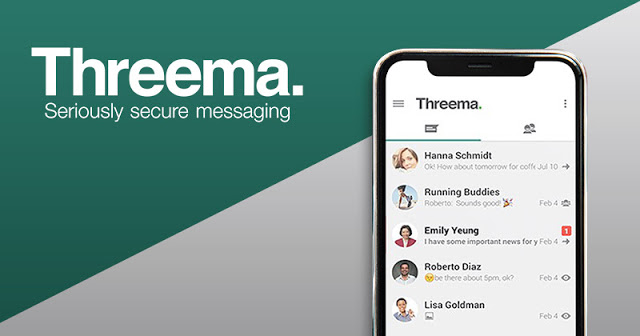 Threema.
Seriously secure messaging
Threema.
Hanna Schmidt
Ok! How about tomorrow for coffe Jul 10
Running Buddies
Roberto: Sounds good! 🎉 Feb 4
Emily Yeung 1
I have some important news for y Feb 4
Roberto Diaz
be there about 5pm, ok? Feb 4
Lisa Goldman
Feb 4